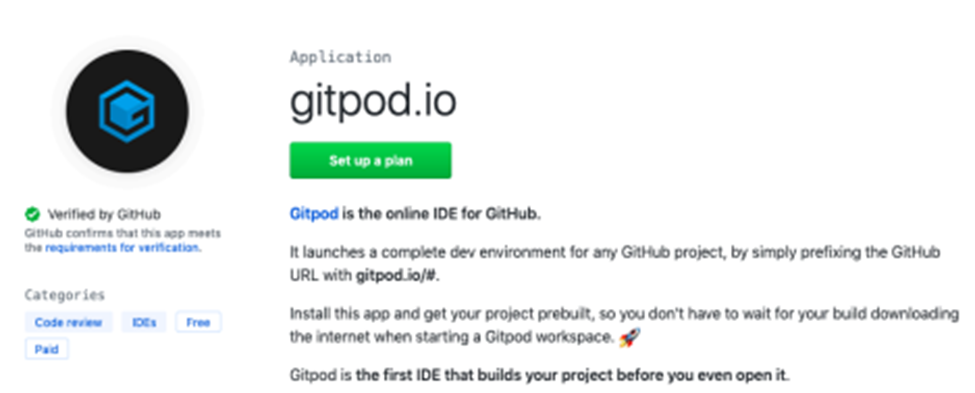 Application
gitpod.io
Set up a plan
Verified by GitHub
GitHub confirms that this app meets
the requirements for verification.
Categories
Code review
IDEs
Free
Paid
Gitpod is the online IDE for GitHub.
It launches a complete dev environment for any GitHub project, by simply prefixing the GitHub
URL with gitpod.io/#.
Install this app and get your project prebuilt, so you don't have to wait for your build downloading
the internet when starting a Gitpod workspace. 🚀
Gitpod is the first IDE that builds your project before you even open it.